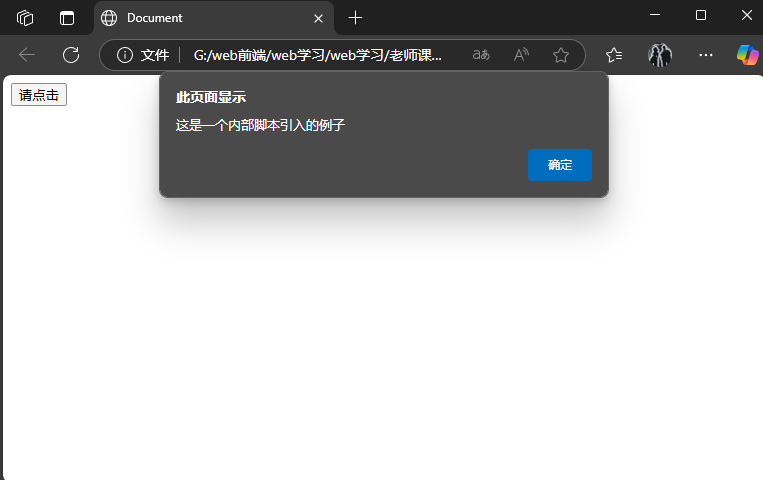 Document
文件
G:/web前端/web学习/web学习/老师课...
aあ
A
请点击
此页面显示
这是一个内部脚本引入的例子
确定